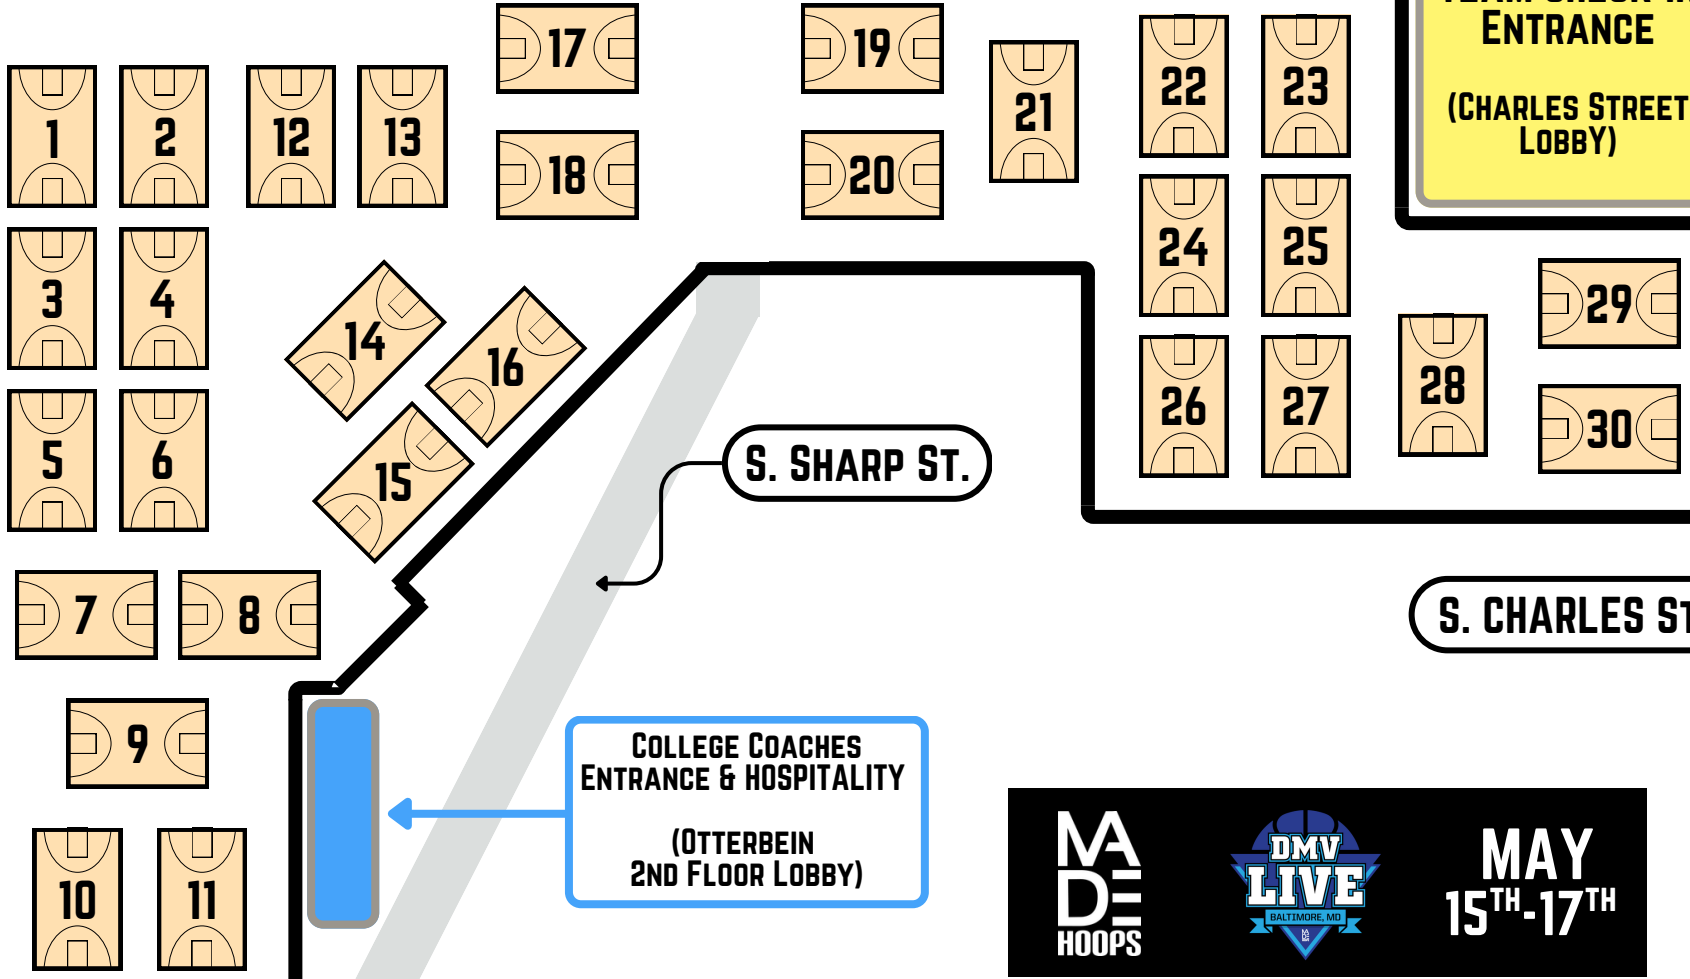 ENTRANCE
(CHARLES STREET
LOBBY)
17
19
22
23
21
1
2
12
13
18
20
24
25
3
4
14
16
29
28
26
27
30
5
6
15
S. SHARP ST.
7
8
S. CHARLES
9
COLLEGE COACHES
ENTRANCE & HOSPITALITY
(OTTERBEIN
2ND FLOOR LOBBY)
10
11
MADE
HOOPS
DMV
LIVE
BALTIMORE, MD
MAY
15TH-17TH